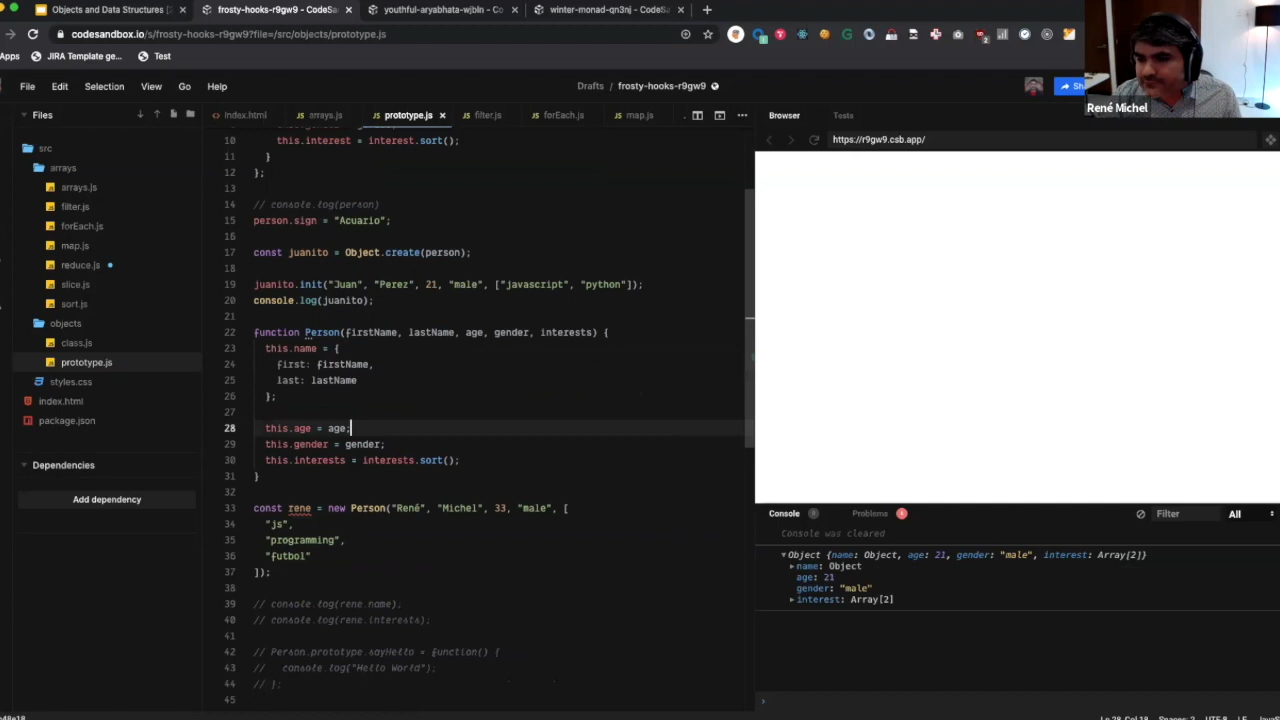 Objects and Data Structures [
frosty-hooks-r9gw9 - CodeSa
youthful-aryabhata-wjbln - Co
winter-monad-qn3nj - CodeSa
codesandbox.io/s/frosty-hooks-r9gw9?file=/src/objects/prototype.js
Apps
JIRA Template ge...
Test
File Edit Selection View Go Help
Drafts / frosty-hooks-r9gw9
Sh
René Michel
Files
src
arrays
arrays.js
filter.js
forEach.js
map.js
reduce.js
slice.js
sort.js
objects
class.js
prototype.js
styles.css
index.html
package.json
Dependencies
Add dependency
index.html arrays.js prototype.js filter.js forEach.js map.js
10 this.interest = interest.sort();
11 }
12 };
13
14 // console.log(person)
15 person.sign = "Acuario";
16
17 const juanito = Object.create(person);
18
19 juanito.init("Juan", "Perez", 21, "male", ["javascript", "python"]);
20 console.log(juanito);
21
22 function Person(firstName, lastName, age, gender, interests) {
23 this.name = {
24 first: firstName,
25 last: lastName
26 };
27
28 this.age = age;
29 this.gender = gender;
30 this.interests = interests.sort();
31 }
32
33 const rene = new Person("René", "Michel", 33, "male", [
34 "js",
35 "programming",
36 "futbol"
37 ]);
38
39 // console.log(rene.name);
40 // console.log(rene.interests);
41
42 // Person.prototype.sayHello = function() {
43 // console.log("Hello World");
44 // };
45
Browser Tests
https://r9gw9.csb.app/
Console 0 Problems
Filter
All
Console was cleared
Object {name: Object, age: 21, gender: "male", interest: Array[2]}
name: Object
age: 21
gender: "male"
interest: Array[2]